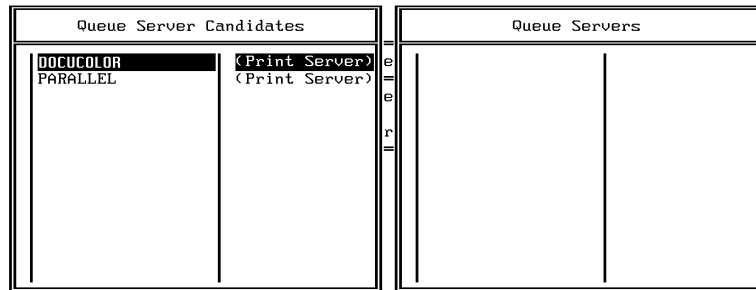 Queue Server Candidates
DOCUCOLOR (Print Server)
PARALLEL (Print Server)
e
e
r
Queue Servers